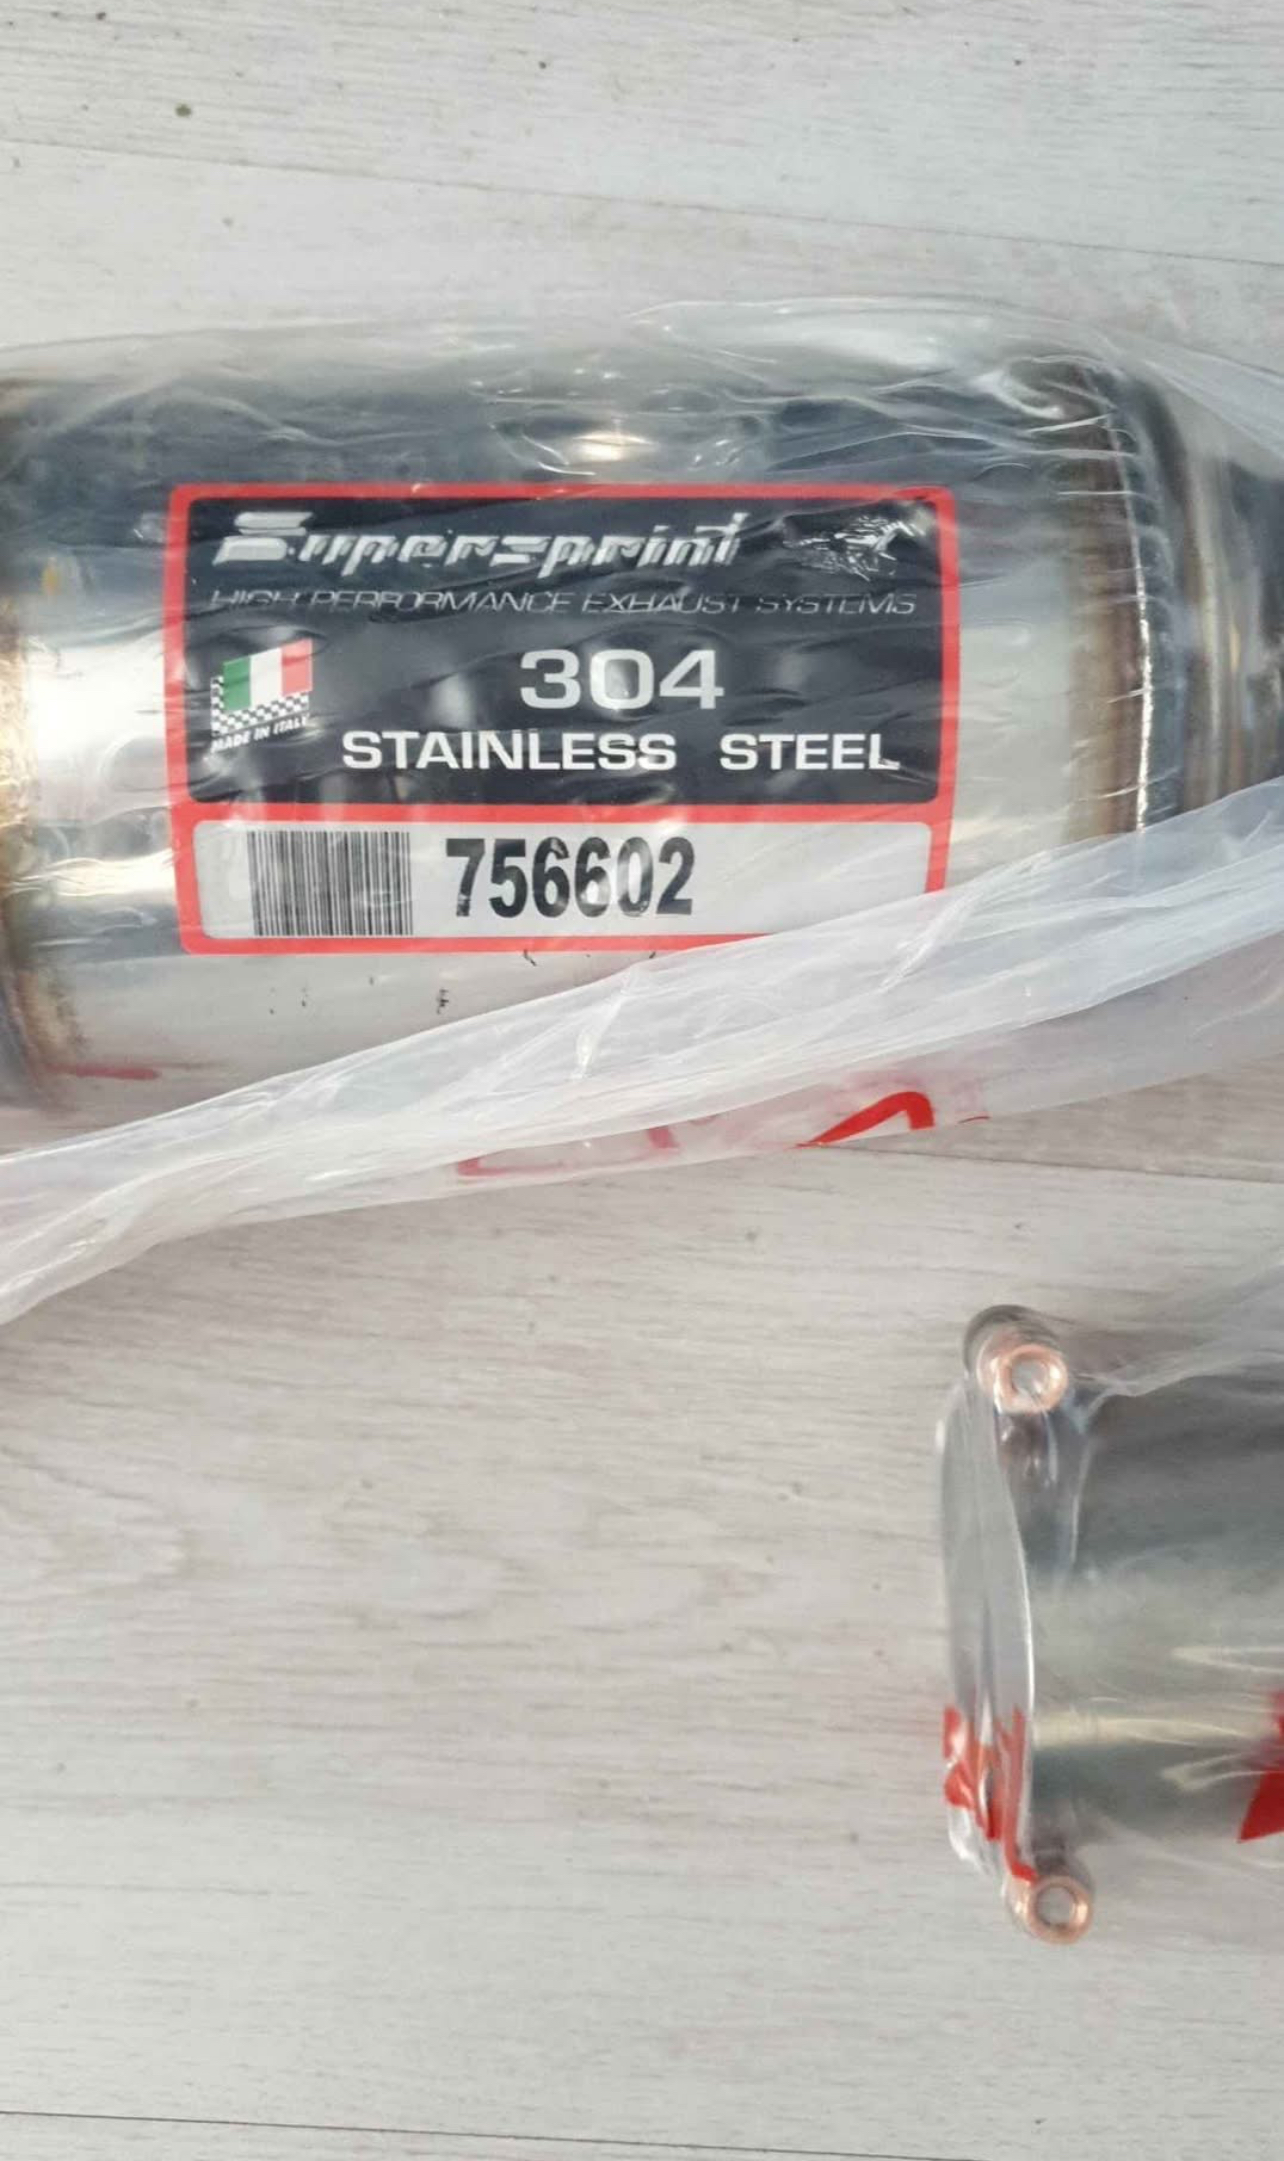 Supersprint
HIGH PERFORMANCE EXHAUST SYSTEMS
304
MADE IN ITALY
STAINLESS STEEL
756602